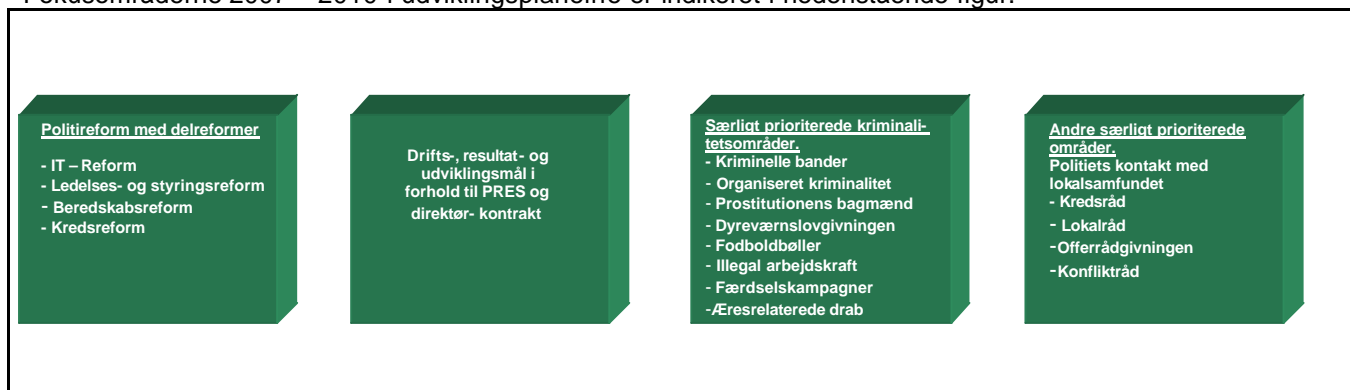 Politireform med delreformer
- IT – Reform
- Ledelses- og styringsreform
- Beredskabsreform
- Kredsreform
Drifts-, resultat- og
udviklingsmål i
forhold til PRES og
direktør- kontrakt
Særligt prioriterede kriminali-
tetsområder.
- Kriminelle bander
- Organiseret kriminalitet
- Prostitutionens bagmænd
- Dyreværnslovgivningen
- Fodboldbøller
- Illegal arbejdskraft
- Færdselskampagner
-Æresrelaterede drab
Andre særligt prioriterede
områder.
Politiets kontakt med
lokalsamfundet
- Kredsråd
- Lokalråd
-Offerrådgivningen
-Konfliktråd